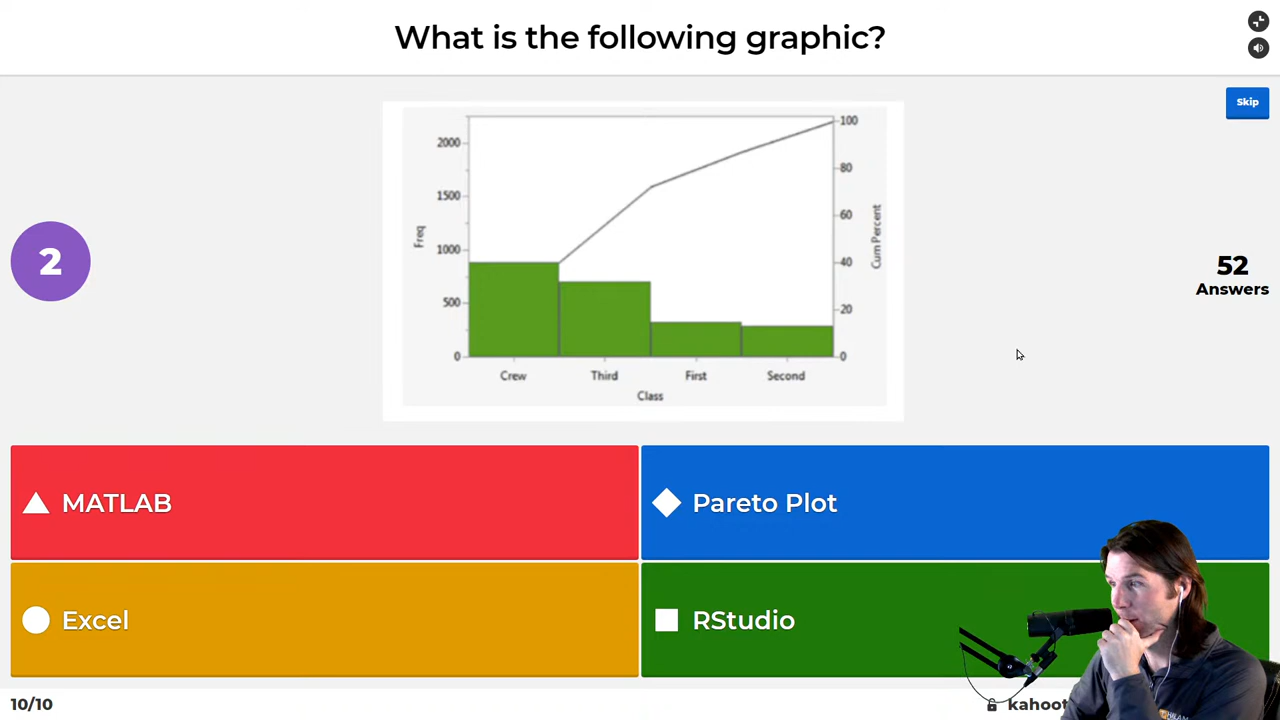 What is the following graphic?
Skip
2
52
Answers
2000
1500
1000
500
0
Freq
100
80
60
40
20
0
Cum Percent
Crew
Third
First
Second
Class
MATLAB
Pareto Plot
Excel
RStudio
10/10
kahoot